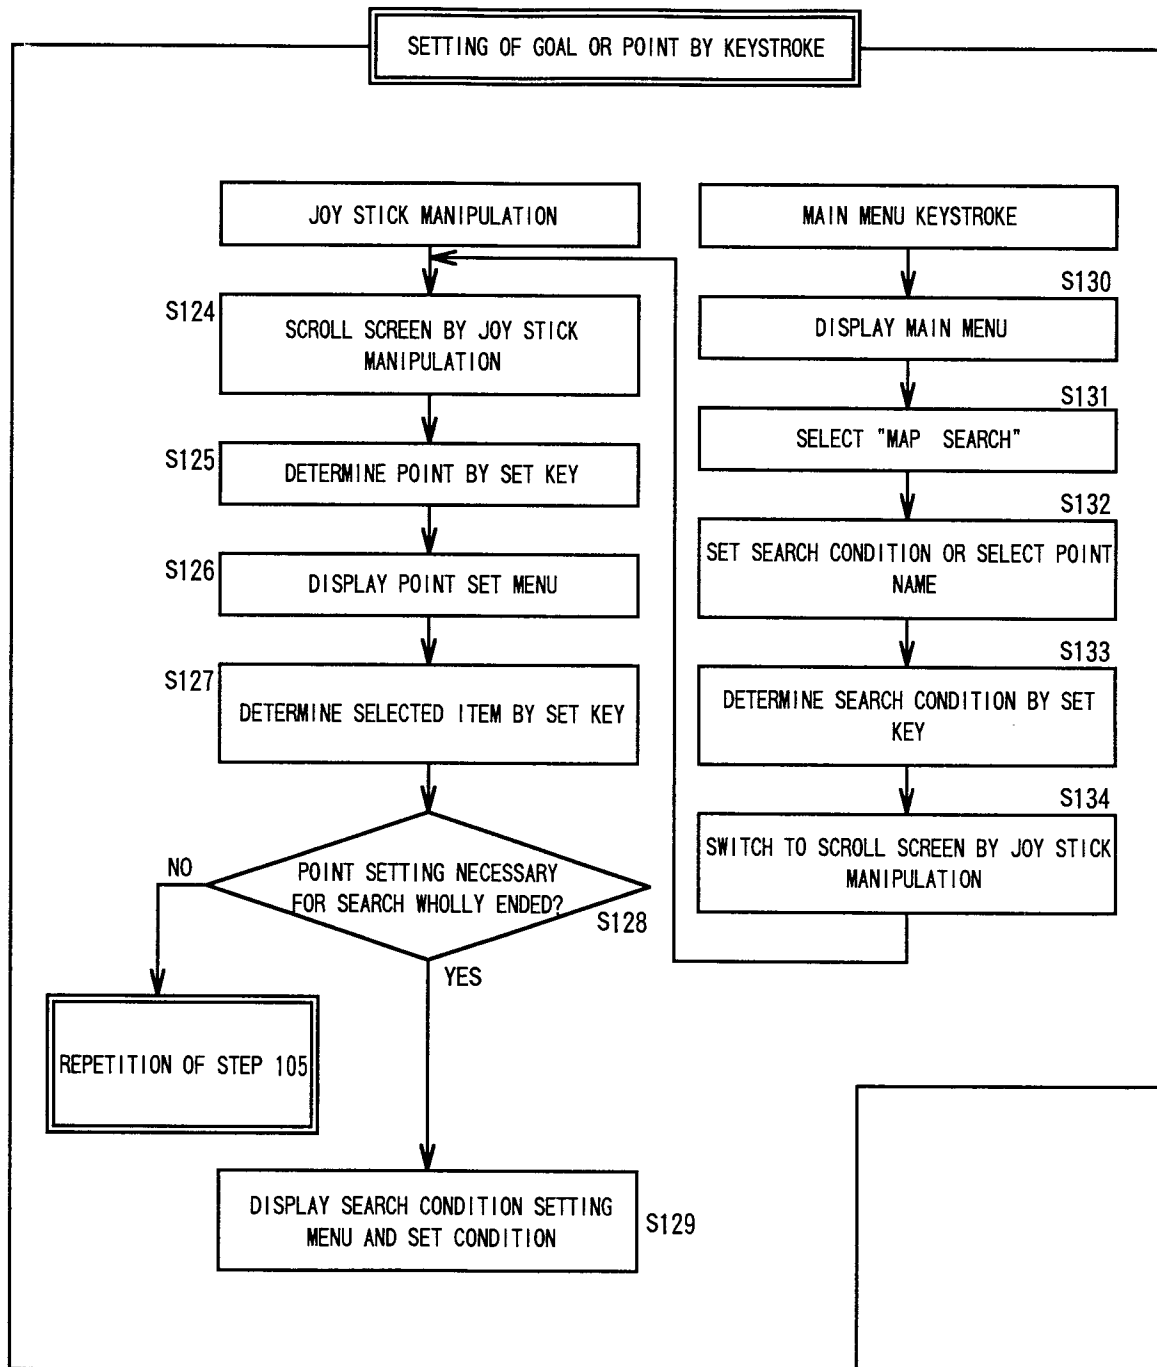 SETTING OF GOAL OR POINT BY KEYSTROKE
JOY STICK MANIPULATION
S124
SCROLL SCREEN BY JOY STICK
MANIPULATION
S125
DETERMINE POINT BY SET KEY
S126
DISPLAY POINT SET MENU
S127
DETERMINE SELECTED ITEM BY SET KEY
NO
POINT SETTING NECESSARY
FOR SEARCH WHOLLY ENDED?
S128
YES
REPETITION OF STEP 105
DISPLAY SEARCH CONDITION SETTING
MENU AND SET CONDITION
S129
MAIN MENU KEYSTROKE
S130
DISPLAY MAIN MENU
S131
SELECT "MAP SEARCH"
S132
SET SEARCH CONDITION OR SELECT POINT
NAME
S133
DETERMINE SEARCH CONDITION BY SET
KEY
S134
SWITCH TO SCROLL SCREEN BY JOY STICK
MANIPULATION